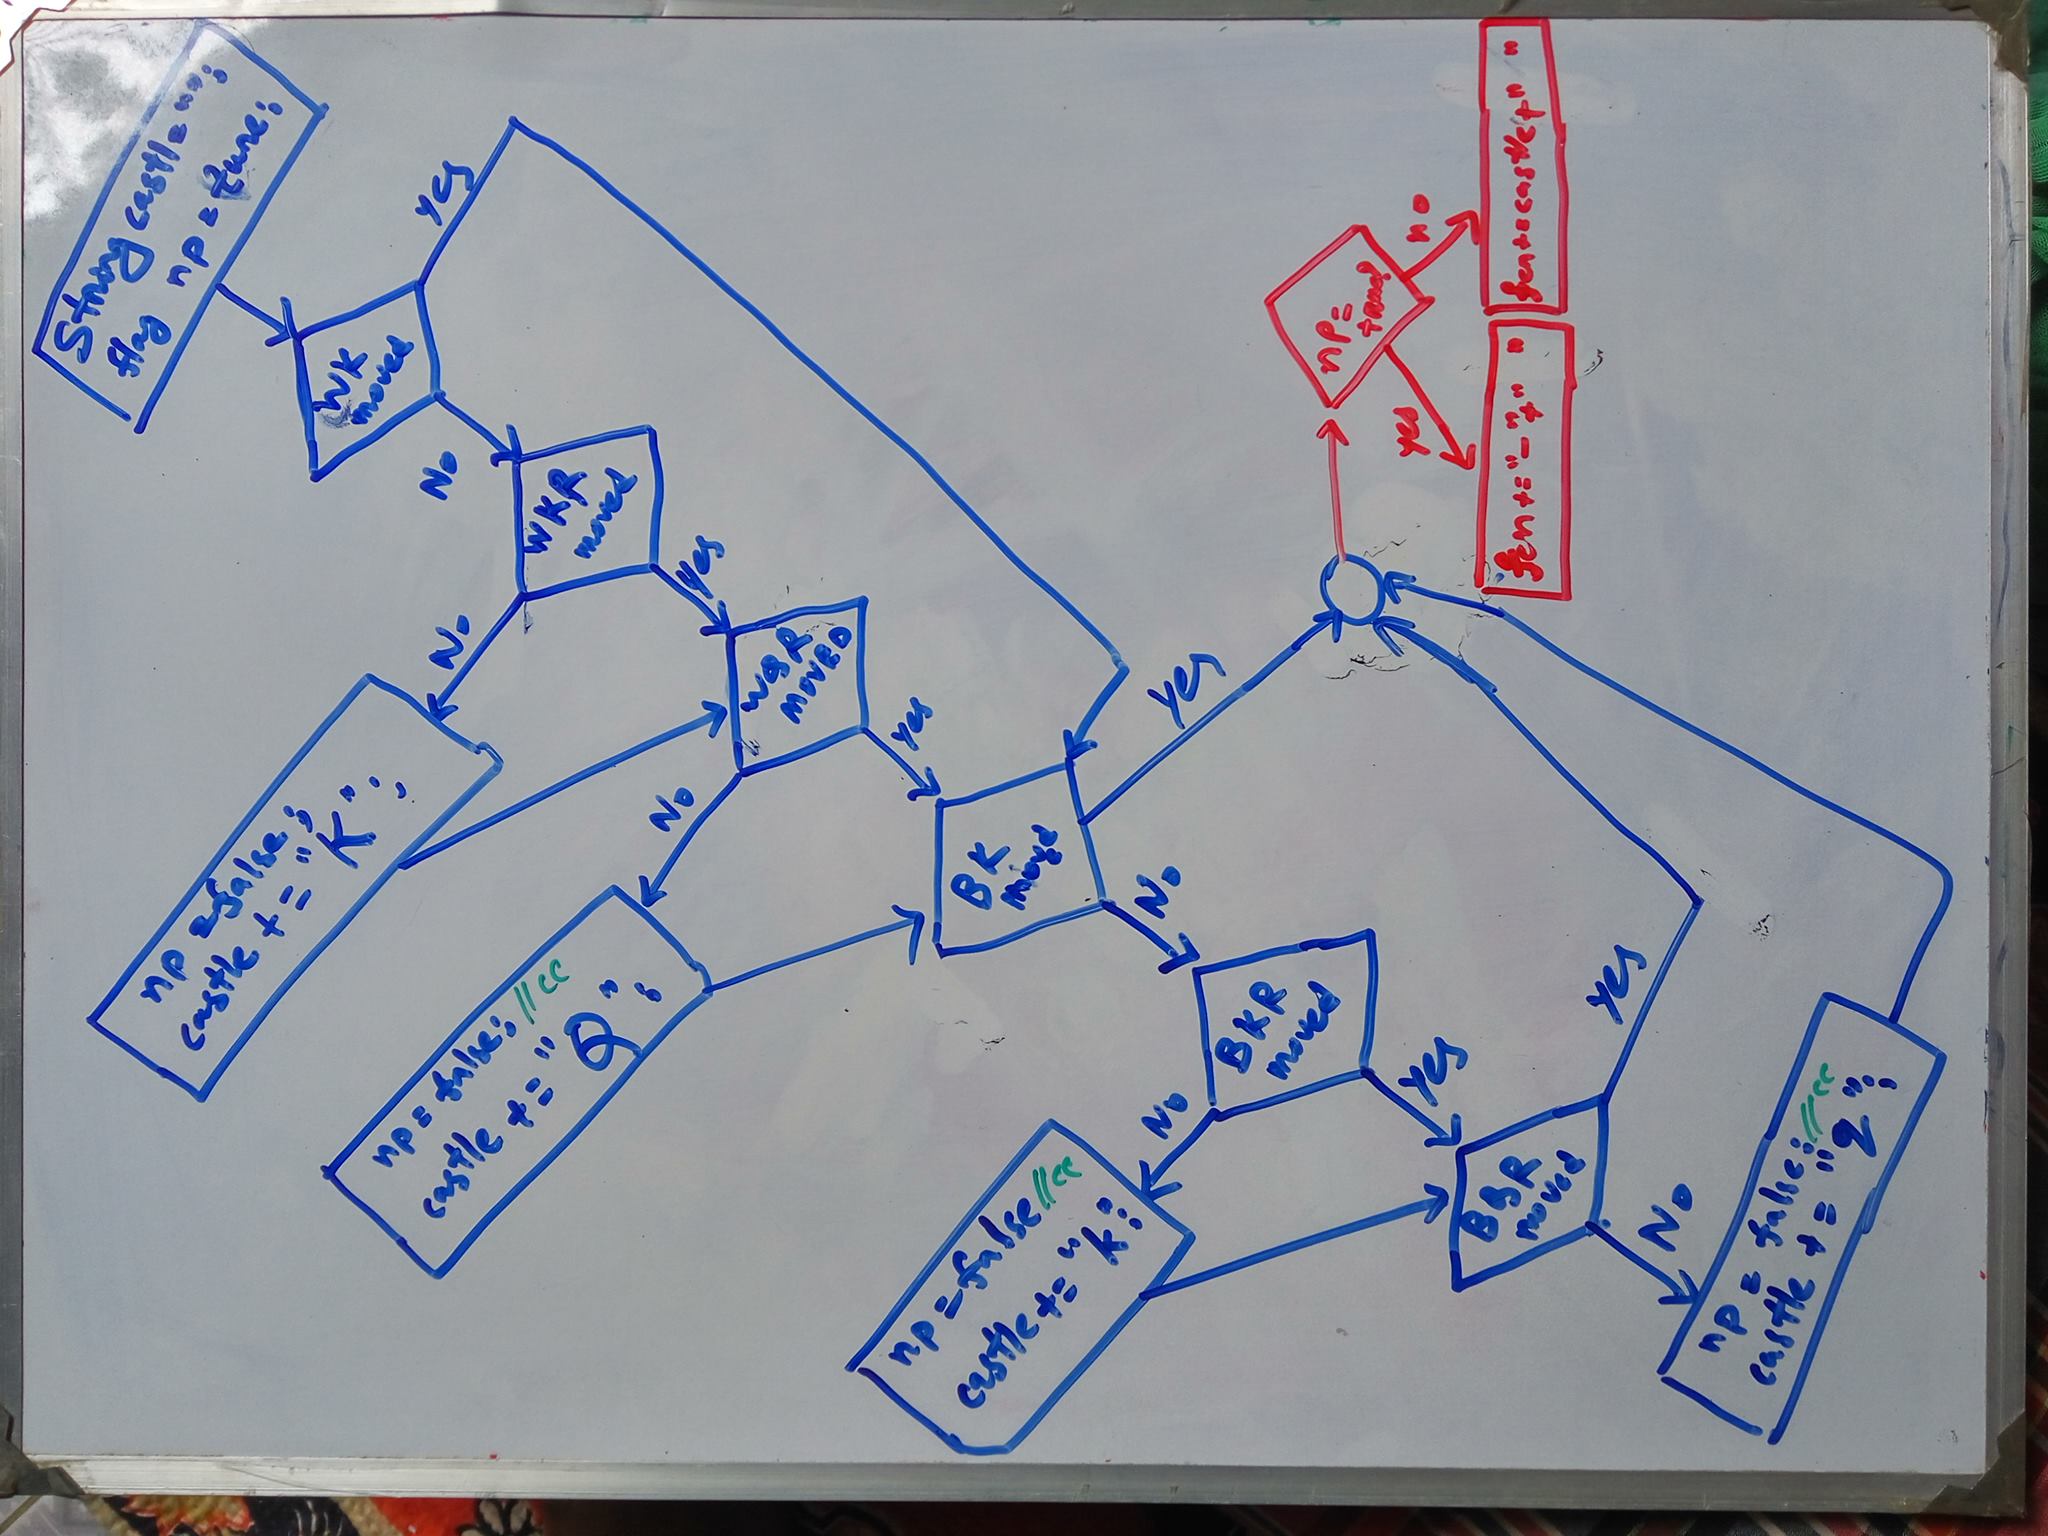 String castle = "";
flag np = true;
WK
moved
yes
No
WKR
moved
No
yes
np = false;
castle += "K";
WQR
MOVED
No
yes
np = false; //cc
castle += "Q";
BK
moved
yes
No
BKR
moved
No
yes
np = false //cc
castle += "k";
BQR
moved
yes
No
np = false; //cc
castle += "q";
np =
true?
no
yes
fen+=castle+" "
fen+="-"+" "